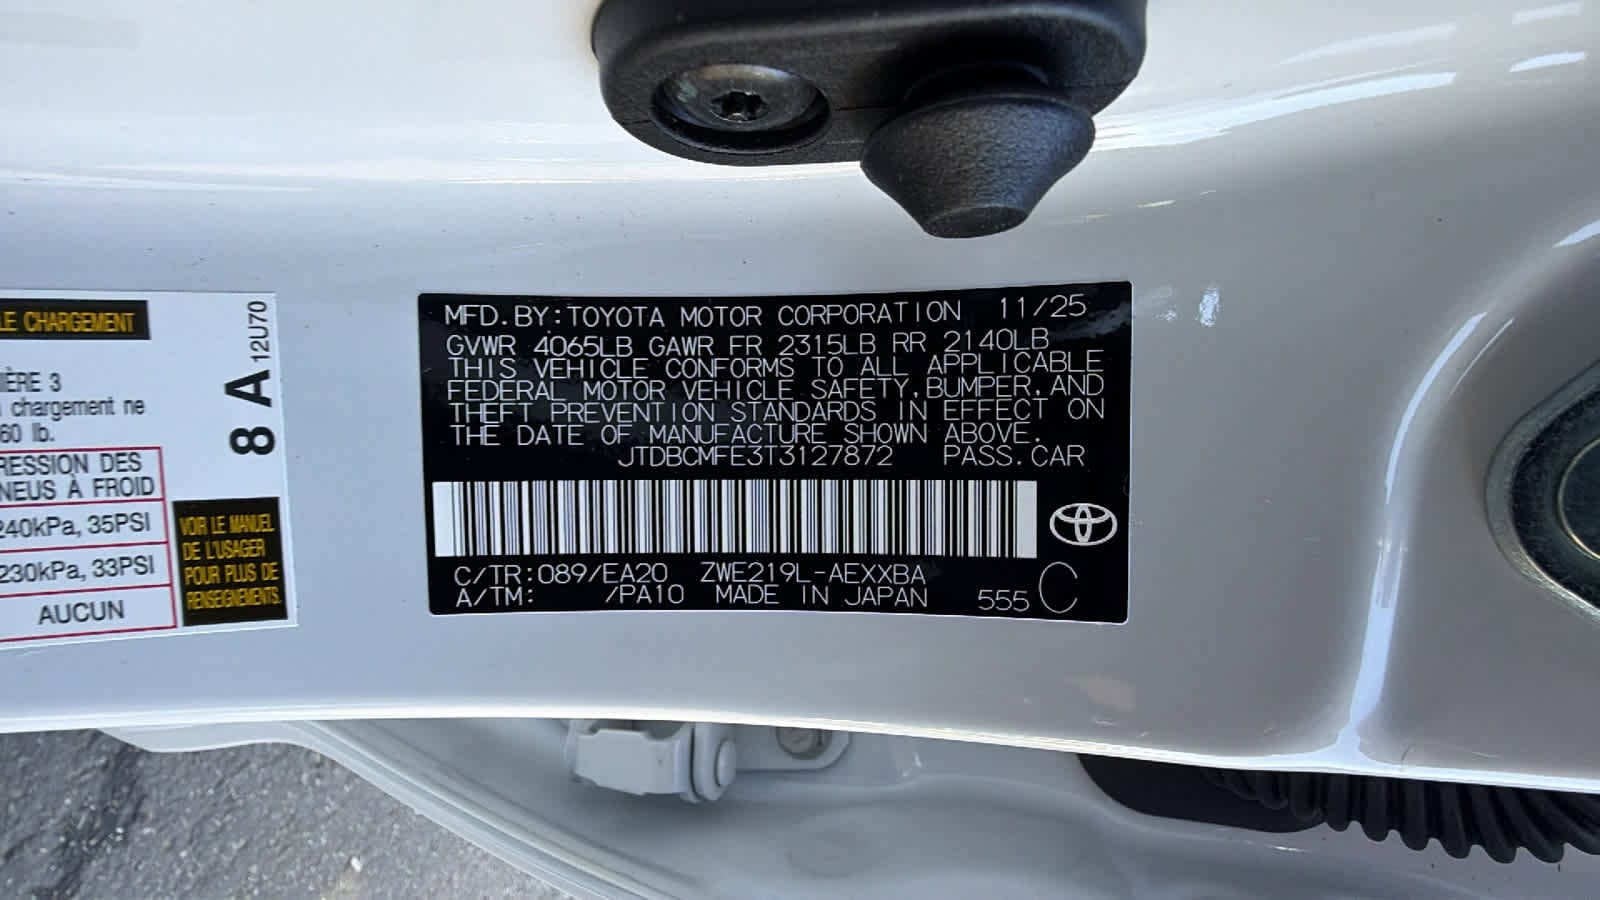 LE CHARGEMENT
IÈRE 3
chargement ne
60 lb.
RESSION DES
NEUS À FROID
240kPa, 35PSI
230kPa, 33PSI
AUCUN
8 A 12U70
VOIR LE MANUEL
DE L'USAGER
POUR PLUS DE
RENSEIGNEMENTS.
MFD.BY:TOYOTA MOTOR CORPORATION 11/25
GVWR 4065LB GAWR FR 2315LB RR 2140LB
THIS VEHICLE CONFORMS TO ALL APPLICABLE
FEDERAL MOTOR VEHICLE SAFETY,BUMPER,AND
THEFT PREVENTION STANDARDS IN EFFECT ON
THE DATE OF MANUFACTURE SHOWN ABOVE.
JTDBCMFE3T3127872 PASS.CAR
C/TR:089/EA20 ZWE219L-AEXXBA
A/TM: /PA10 MADE IN JAPAN 555 C